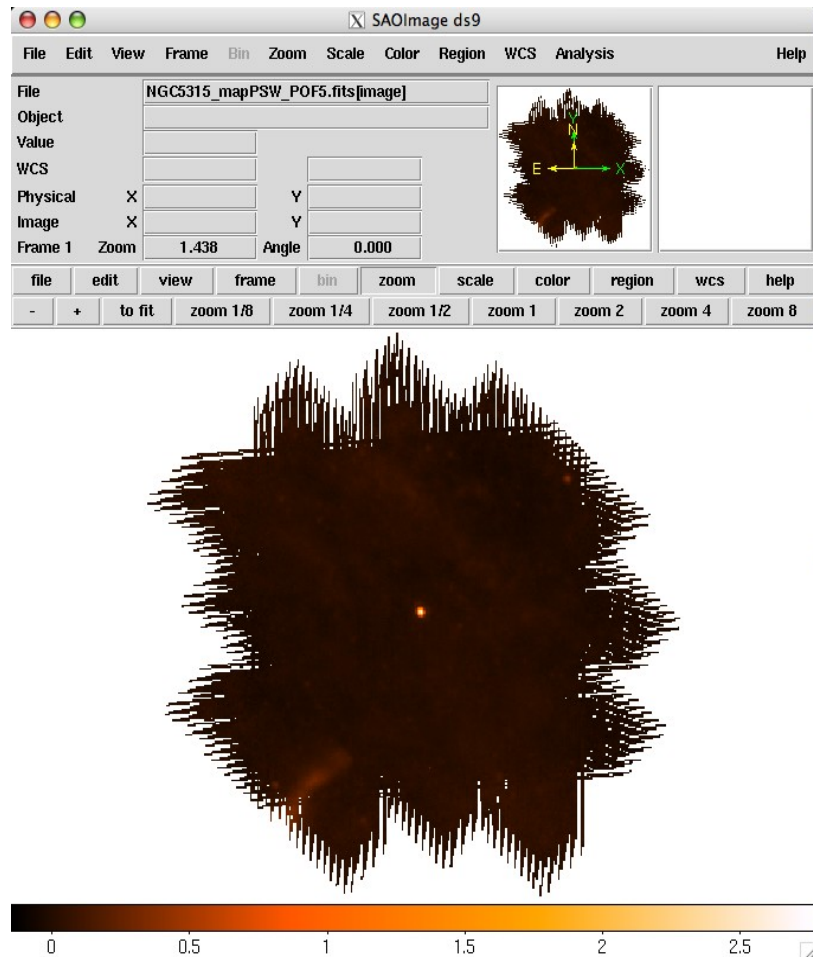 SAOImage ds9
File Edit View Frame Bin Zoom Scale Color Region WCS Analysis Help
File NGC5315_mapPSW_POF5.fits[image]
Object
Value
WCS
Physical X Y
Image X Y
Frame 1 Zoom 1.438 Angle 0.000
Y
N
E X
file edit view frame bin zoom scale color region wcs help
- + to fit zoom 1/8 zoom 1/4 zoom 1/2 zoom 1 zoom 2 zoom 4 zoom 8
0 0.5 1 1.5 2 2.5